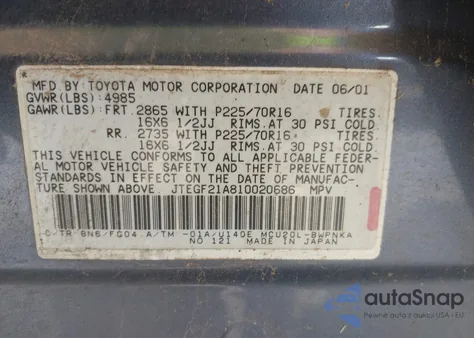 MFD.BY:TOYOTA MOTOR CORPORATION DATE 06/01
GVWR(LBS):4985
GAWR(LBS):FRT.2865 WITH P225/70R16 TIRES.
16X6 1/2JJ RIMS.AT 30 PSI COLD
RR. 2735 WITH P225/70R16 TIRES.
16X6 1/2JJ RIMS.AT 30 PSI COLD.
THIS VEHICLE CONFORMS TO ALL APPLICABLE FEDER-
AL MOTOR VEHICLE SAFETY AND THEFT PREVENTION
STANDARDS IN EFFECT ON THE DATE OF MANUFAC-
TURE SHOWN ABOVE. JTEGF21A810020686 MPV
C/TR 8N6/FG04 A/TM -01A/U140E MCU20L-BWPNKA
NO 121 MADE IN JAPAN
autoSnap
Pewne auta z USA i EU